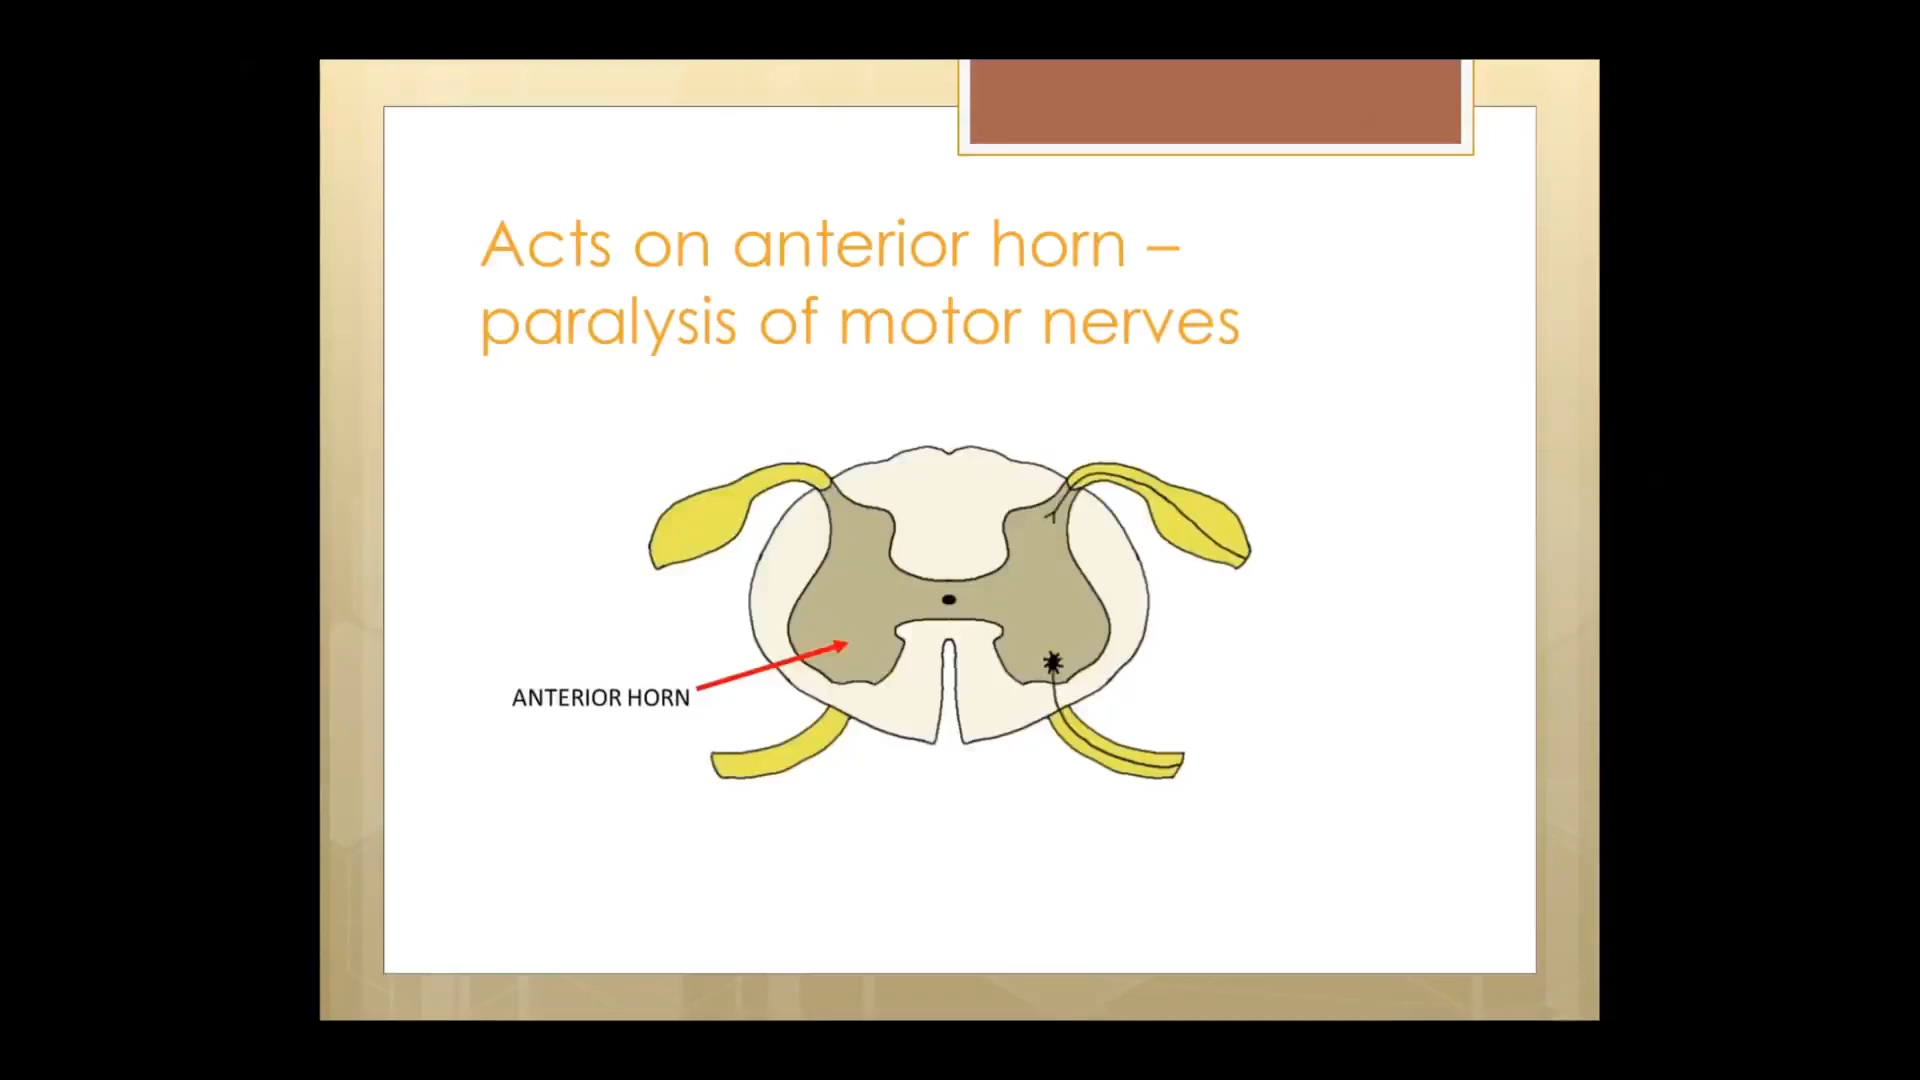 Acts on anterior horn –
paralysis of motor nerves
ANTERIOR HORN